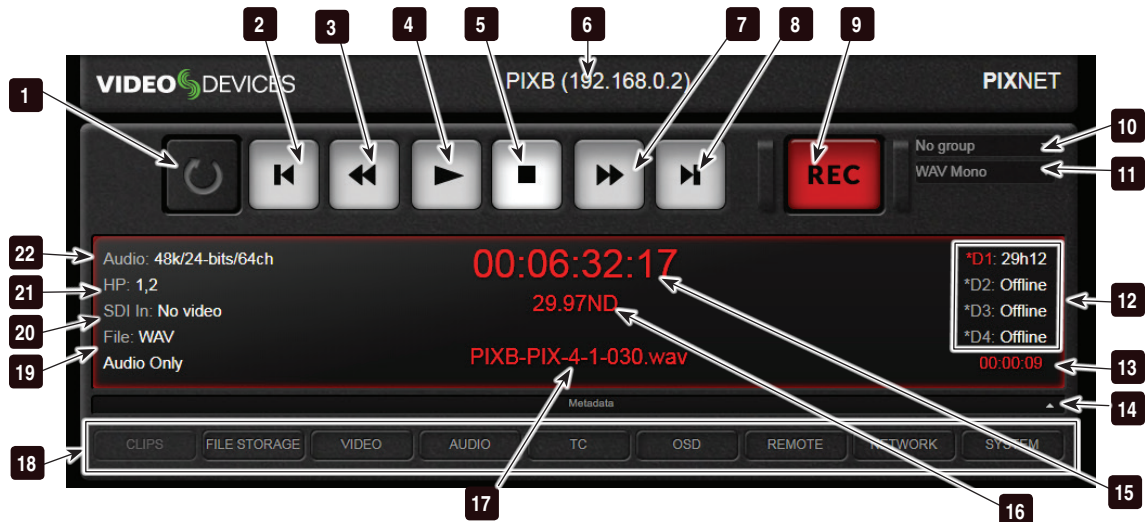 2 3 4 5 6 7 8 9
VIDEO DEVICES PIXB (192.168.0.2) PIXNET
1
REC
No group 10
WAV Mono 11
22 Audio: 48k/24-bits/64ch
21 HP: 1,2
20 SDI In: No video
19 File: WAV
Audio Only
00:06:32:17
29.97ND
PIXB-PIX-4-1-030.wav
*D1: 29h12
*D2: Offline
*D3: Offline
*D4: Offline
12
00:00:09 13
Metadata 14
18 CLIPS FILE STORAGE VIDEO AUDIO TC OSD REMOTE NETWORK SYSTEM
17 16 15